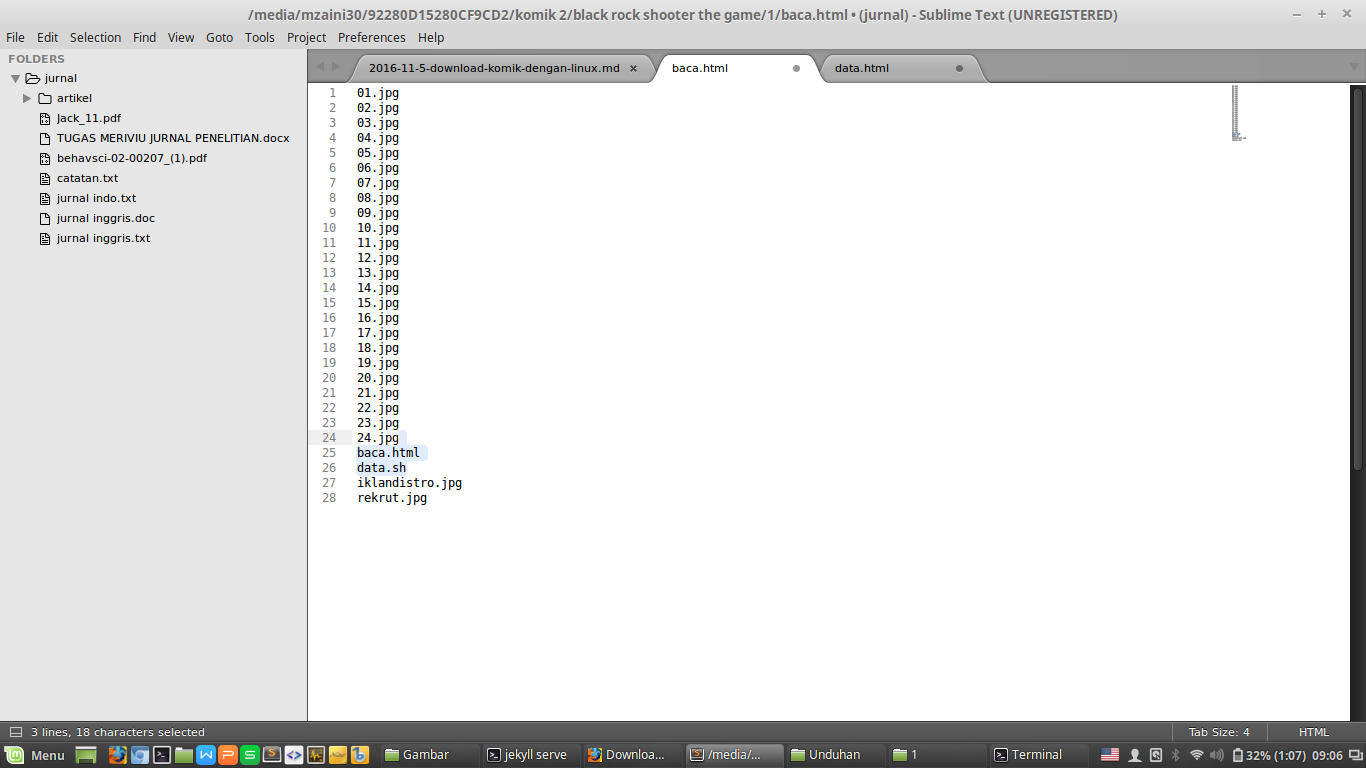 /media/mzaini30/92280D15280CF9CD2/komik 2/black rock shooter the game/1/baca.html • (jurnal) - Sublime Text (UNREGISTERED)
File Edit Selection Find View Goto Tools Project Preferences Help
FOLDERS
jurnal
artikel
Jack_11.pdf
TUGAS MERIVIU JURNAL PENELITIAN.docx
behavsci-02-00207_(1).pdf
catatan.txt
jurnal indo.txt
jurnal inggris.doc
jurnal inggris.txt
2016-11-5-download-komik-dengan-linux.md baca.html data.html
1 01.jpg
2 02.jpg
3 03.jpg
4 04.jpg
5 05.jpg
6 06.jpg
7 07.jpg
8 08.jpg
9 09.jpg
10 10.jpg
11 11.jpg
12 12.jpg
13 13.jpg
14 14.jpg
15 15.jpg
16 16.jpg
17 17.jpg
18 18.jpg
19 19.jpg
20 20.jpg
21 21.jpg
22 22.jpg
23 23.jpg
24 24.jpg
25 baca.html
26 data.sh
27 iklandistro.jpg
28 rekrut.jpg
3 lines, 18 characters selected Tab Size: 4 HTML
Menu Gambar jekyll serve Downloa... /media/... Unduhan 1 Terminal 32% (1:07) 09:06